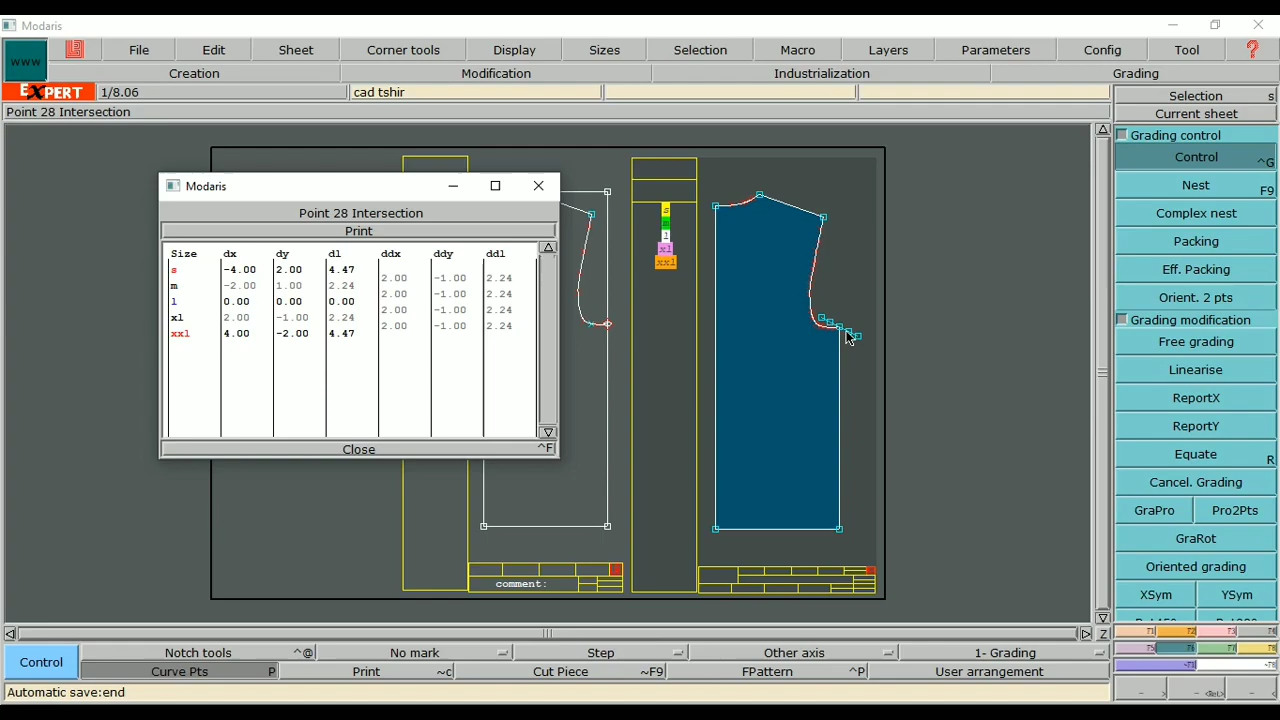 Modaris
www File Edit Sheet Corner tools Display Sizes Selection Macro Layers Parameters Config Tool ?
Creation Modification Industrialization Grading
EXPERT 1/8.06 cad tshir
Selection s
Point 28 Intersection
Current sheet
Grading control
Control ^G
Nest F9
Complex nest
Packing
Eff. Packing
Orient. 2 pts
Grading modification
Free grading
Linearise
ReportX
ReportY
Equate R
Cancel. Grading
GraPro Pro2Pts
GraRot
Oriented grading
XSym YSym
Modaris
Point 28 Intersection
Print
Size dx dy dl ddx ddy ddl
s -4.00 2.00 4.47
2.00 -1.00 2.24
m -2.00 1.00 2.24
2.00 -1.00 2.24
l 0.00 0.00 0.00
2.00 -1.00 2.24
xl 2.00 -1.00 2.24
2.00 -1.00 2.24
xxl 4.00 -2.00 4.47
Close ^F
s
m
l
xl
xxl
comment:
Z
Control
Notch tools ^@ No mark Step Other axis 1- Grading
Curve Pts P Print ~c Cut Piece ~F9 FPattern ^P User arrangement
Automatic save:end